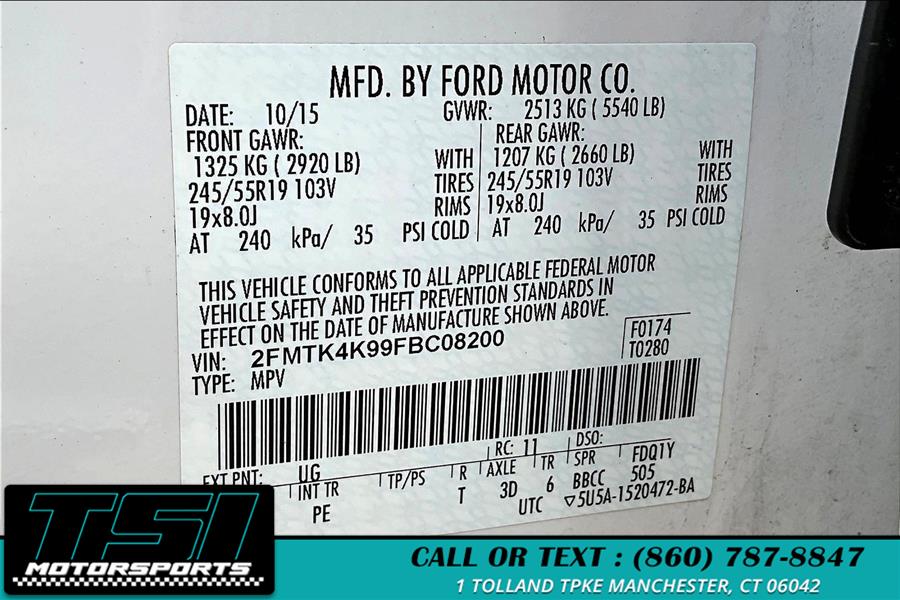 MFD. BY FORD MOTOR CO.
DATE: 10/15 GVWR: 2513 KG ( 5540 LB)
FRONT GAWR: REAR GAWR:
1325 KG ( 2920 LB) WITH 1207 KG ( 2660 LB) WITH
245/55R19 103V TIRES 245/55R19 103V TIRES
19x8.0J RIMS 19x8.0J RIMS
AT 240 kPa/ 35 PSI COLD AT 240 kPa/ 35 PSI COLD
THIS VEHICLE CONFORMS TO ALL APPLICABLE FEDERAL MOTOR
VEHICLE SAFETY AND THEFT PREVENTION STANDARDS IN
EFFECT ON THE DATE OF MANUFACTURE SHOWN ABOVE.
VIN: 2FMTK4K99FBC08200 F0174
TYPE: MPV T0280
EXT PNT: UG RC: 11 DSO:
INT TR TP/PS R AXLE TR SPR FDQ1Y
PE T 3D 6 BBCC 505
UTC ▽5U5A-1520472-BA
TSI
MOTORSPORTS
CALL OR TEXT : (860) 787-8847
1 TOLLAND TPKE MANCHESTER, CT 06042